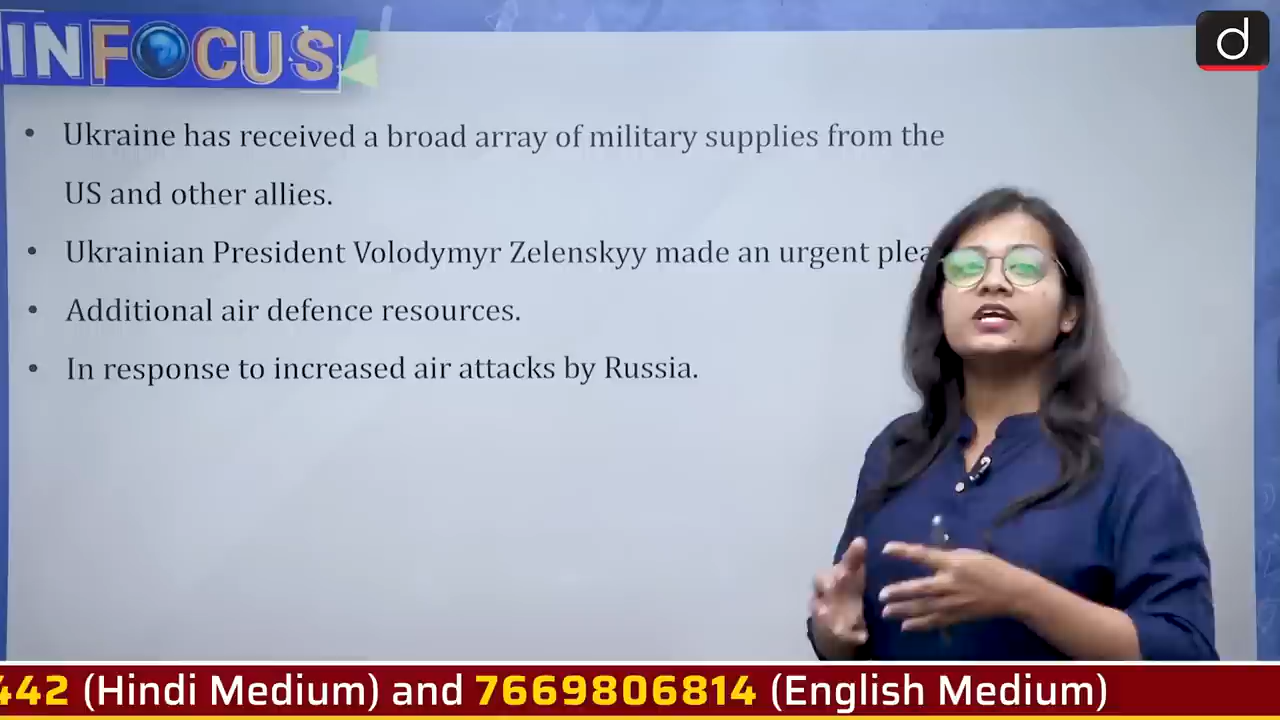 INFOCUS
d
• Ukraine has received a broad array of military supplies from the
US and other allies.
• Ukrainian President Volodymyr Zelenskyy made an urgent plea
• Additional air defence resources.
• In response to increased air attacks by Russia.
442 (Hindi Medium) and 7669806814 (English Medium)